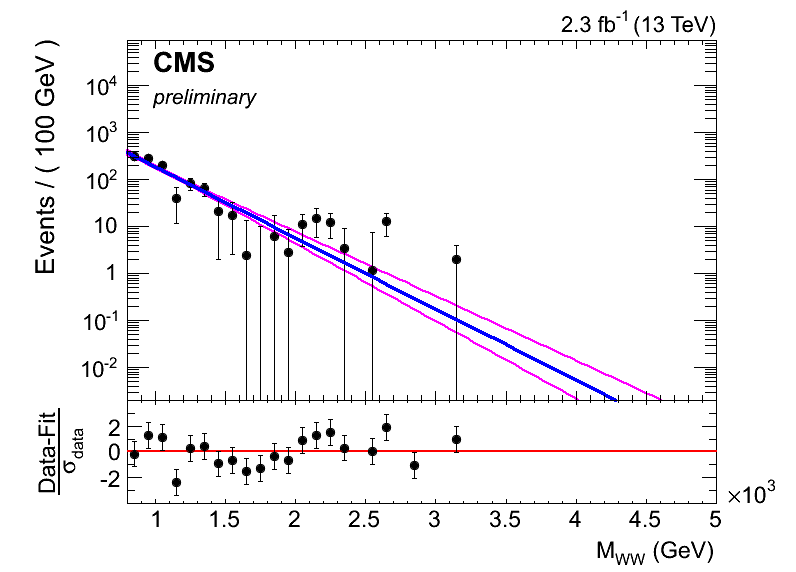 2.3 fb⁻¹ (13 TeV)
CMS
preliminary
Events / ( 100 GeV )
10⁴
10³
10²
10
1
10⁻¹
10⁻²
Data-Fit
σ_data
2
0
-2
1 1.5 2 2.5 3 3.5 4 4.5 5
×10³
M_WW (GeV)